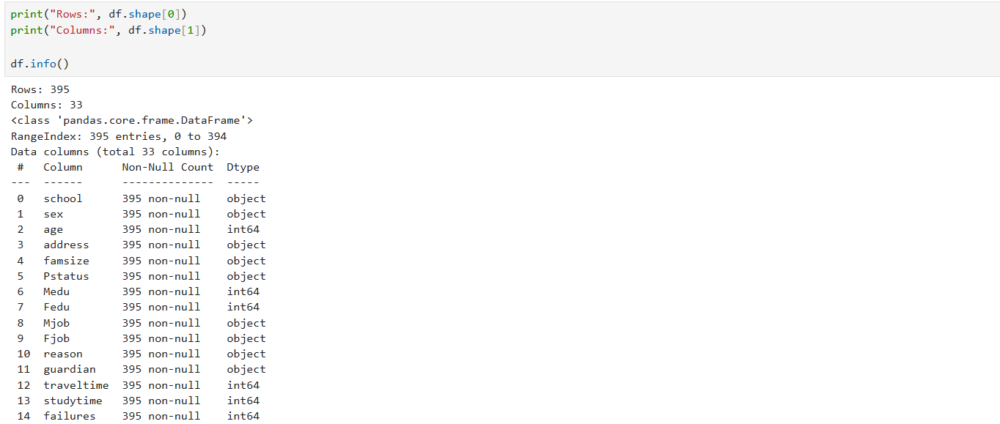 print("Rows:", df.shape[0])
print("Columns:", df.shape[1])
df.info()
Rows: 395
Columns: 33
<class 'pandas.core.frame.DataFrame'>
RangeIndex: 395 entries, 0 to 394
Data columns (total 33 columns):
 #   Column      Non-Null Count  Dtype
---  ------      --------------  -----
 0   school      395 non-null    object
 1   sex         395 non-null    object
 2   age         395 non-null    int64
 3   address     395 non-null    object
 4   famsize     395 non-null    object
 5   Pstatus     395 non-null    object
 6   Medu        395 non-null    int64
 7   Fedu        395 non-null    int64
 8   Mjob        395 non-null    object
 9   Fjob        395 non-null    object
 10  reason      395 non-null    object
 11  guardian    395 non-null    object
 12  traveltime  395 non-null    int64
 13  studytime   395 non-null    int64
 14  failures    395 non-null    int64